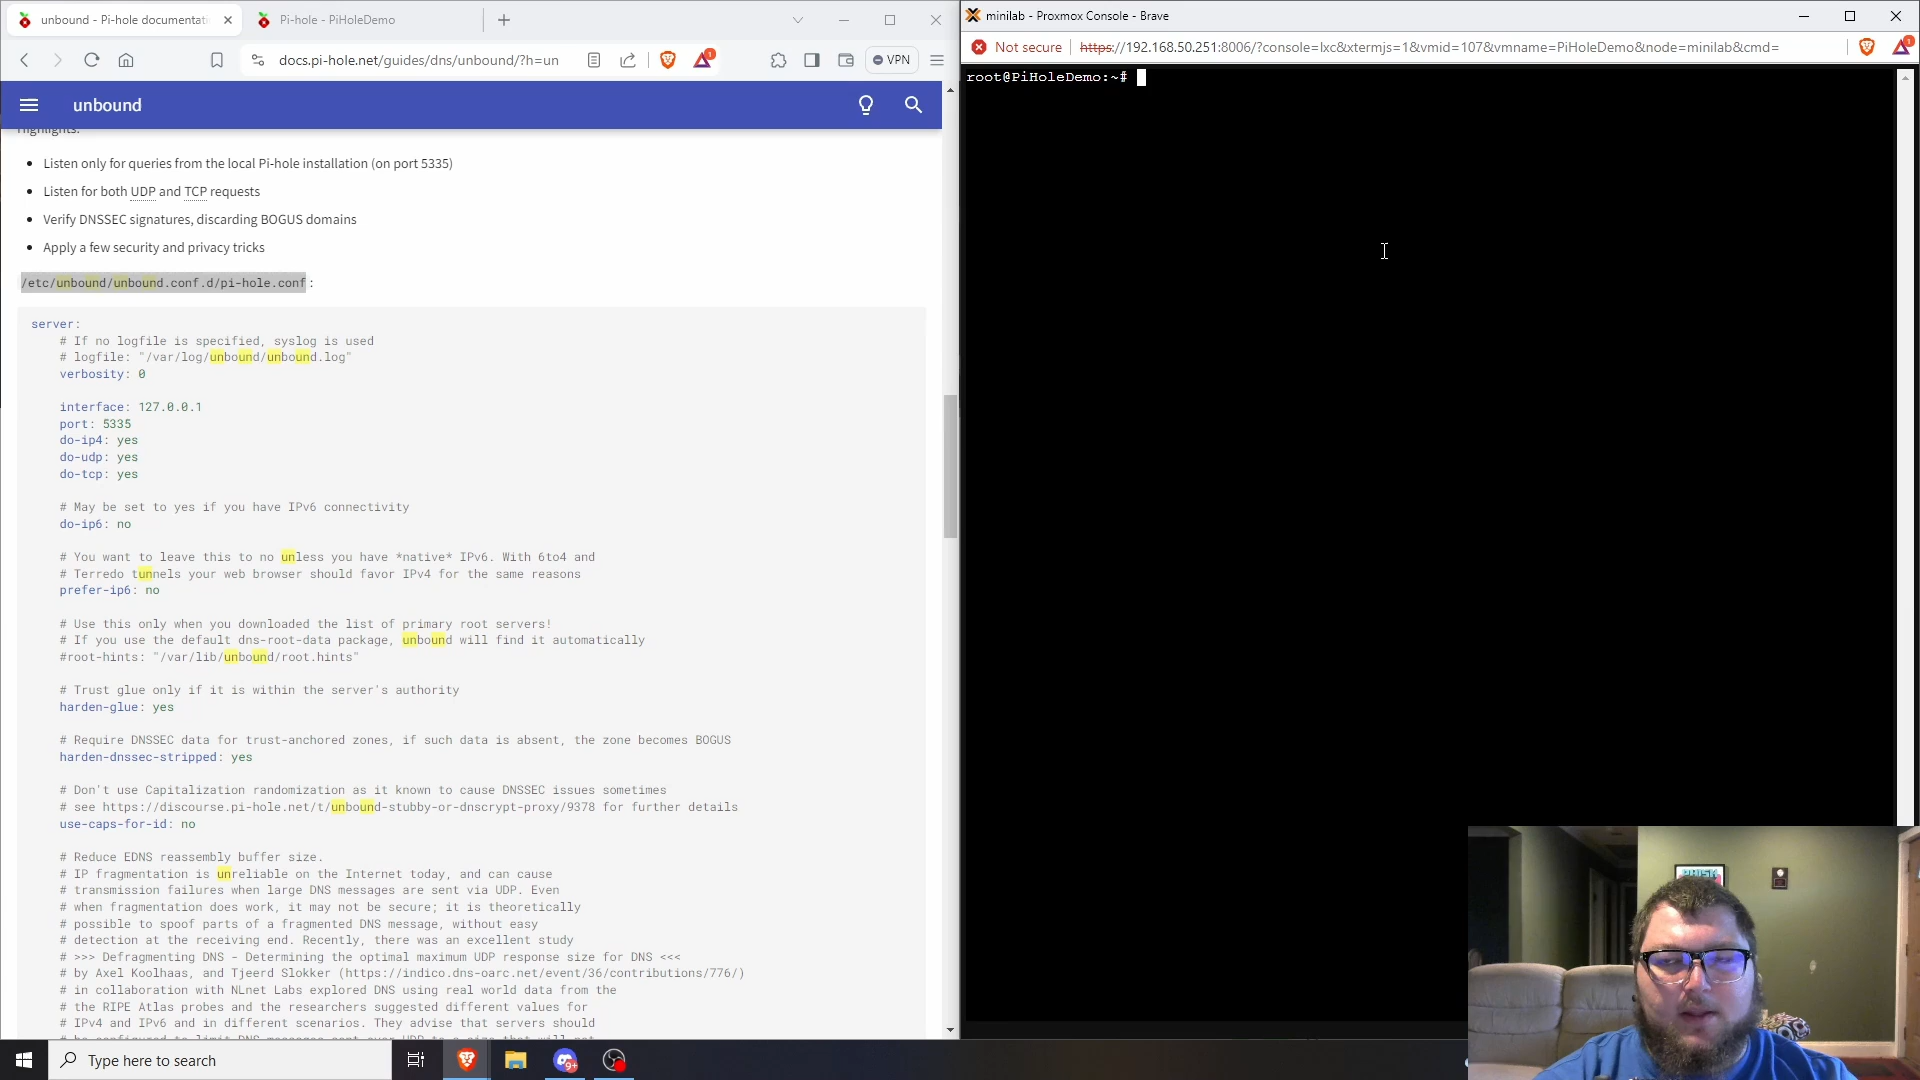 unbound - Pi-hole documentati
Pi-hole - PiHoleDemo
docs.pi-hole.net/guides/dns/unbound/?h=un
1
VPN
unbound
Highlights:
Listen only for queries from the local Pi-hole installation (on port 5335)
Listen for both UDP and TCP requests
Verify DNSSEC signatures, discarding BOGUS domains
Apply a few security and privacy tricks
/etc/unbound/unbound.conf.d/pi-hole.conf:
server:
# If no logfile is specified, syslog is used
# logfile: "/var/log/unbound/unbound.log"
verbosity: 0
interface: 127.0.0.1
port: 5335
do-ip4: yes
do-udp: yes
do-tcp: yes
# May be set to yes if you have IPv6 connectivity
do-ip6: no
# You want to leave this to no unless you have *native* IPv6. With 6to4 and
# Terredo tunnels your web browser should favor IPv4 for the same reasons
prefer-ip6: no
# Use this only when you downloaded the list of primary root servers!
# If you use the default dns-root-data package, unbound will find it automatically
#root-hints: "/var/lib/unbound/root.hints"
# Trust glue only if it is within the server's authority
harden-glue: yes
# Require DNSSEC data for trust-anchored zones, if such data is absent, the zone becomes BOGUS
harden-dnssec-stripped: yes
# Don't use Capitalization randomization as it known to cause DNSSEC issues sometimes
# see https://discourse.pi-hole.net/t/unbound-stubby-or-dnscrypt-proxy/9378 for further details
use-caps-for-id: no
# Reduce EDNS reassembly buffer size.
# IP fragmentation is unreliable on the Internet today, and can cause
# transmission failures when large DNS messages are sent via UDP. Even
# when fragmentation does work, it may not be secure; it is theoretically
# possible to spoof parts of a fragmented DNS message, without easy
# detection at the receiving end. Recently, there was an excellent study
# >>> Defragmenting DNS - Determining the optimal maximum UDP response size for DNS <<<
# by Axel Koolhaas, and Tjeerd Slokker (https://indico.dns-oarc.net/event/36/contributions/776/)
# in collaboration with NLnet Labs explored DNS using real world data from the
# the RIPE Atlas probes and the researchers suggested different values for
# IPv4 and IPv6 and in different scenarios. They advise that servers should
Type here to search
9+
minilab - Proxmox Console - Brave
Not secure
https://192.168.50.251:8006/?console=lxc&xtermjs=1&vmid=107&vmname=PiHoleDemo&node=minilab&cmd=
1
root@PiHoleDemo:~#
PHISH